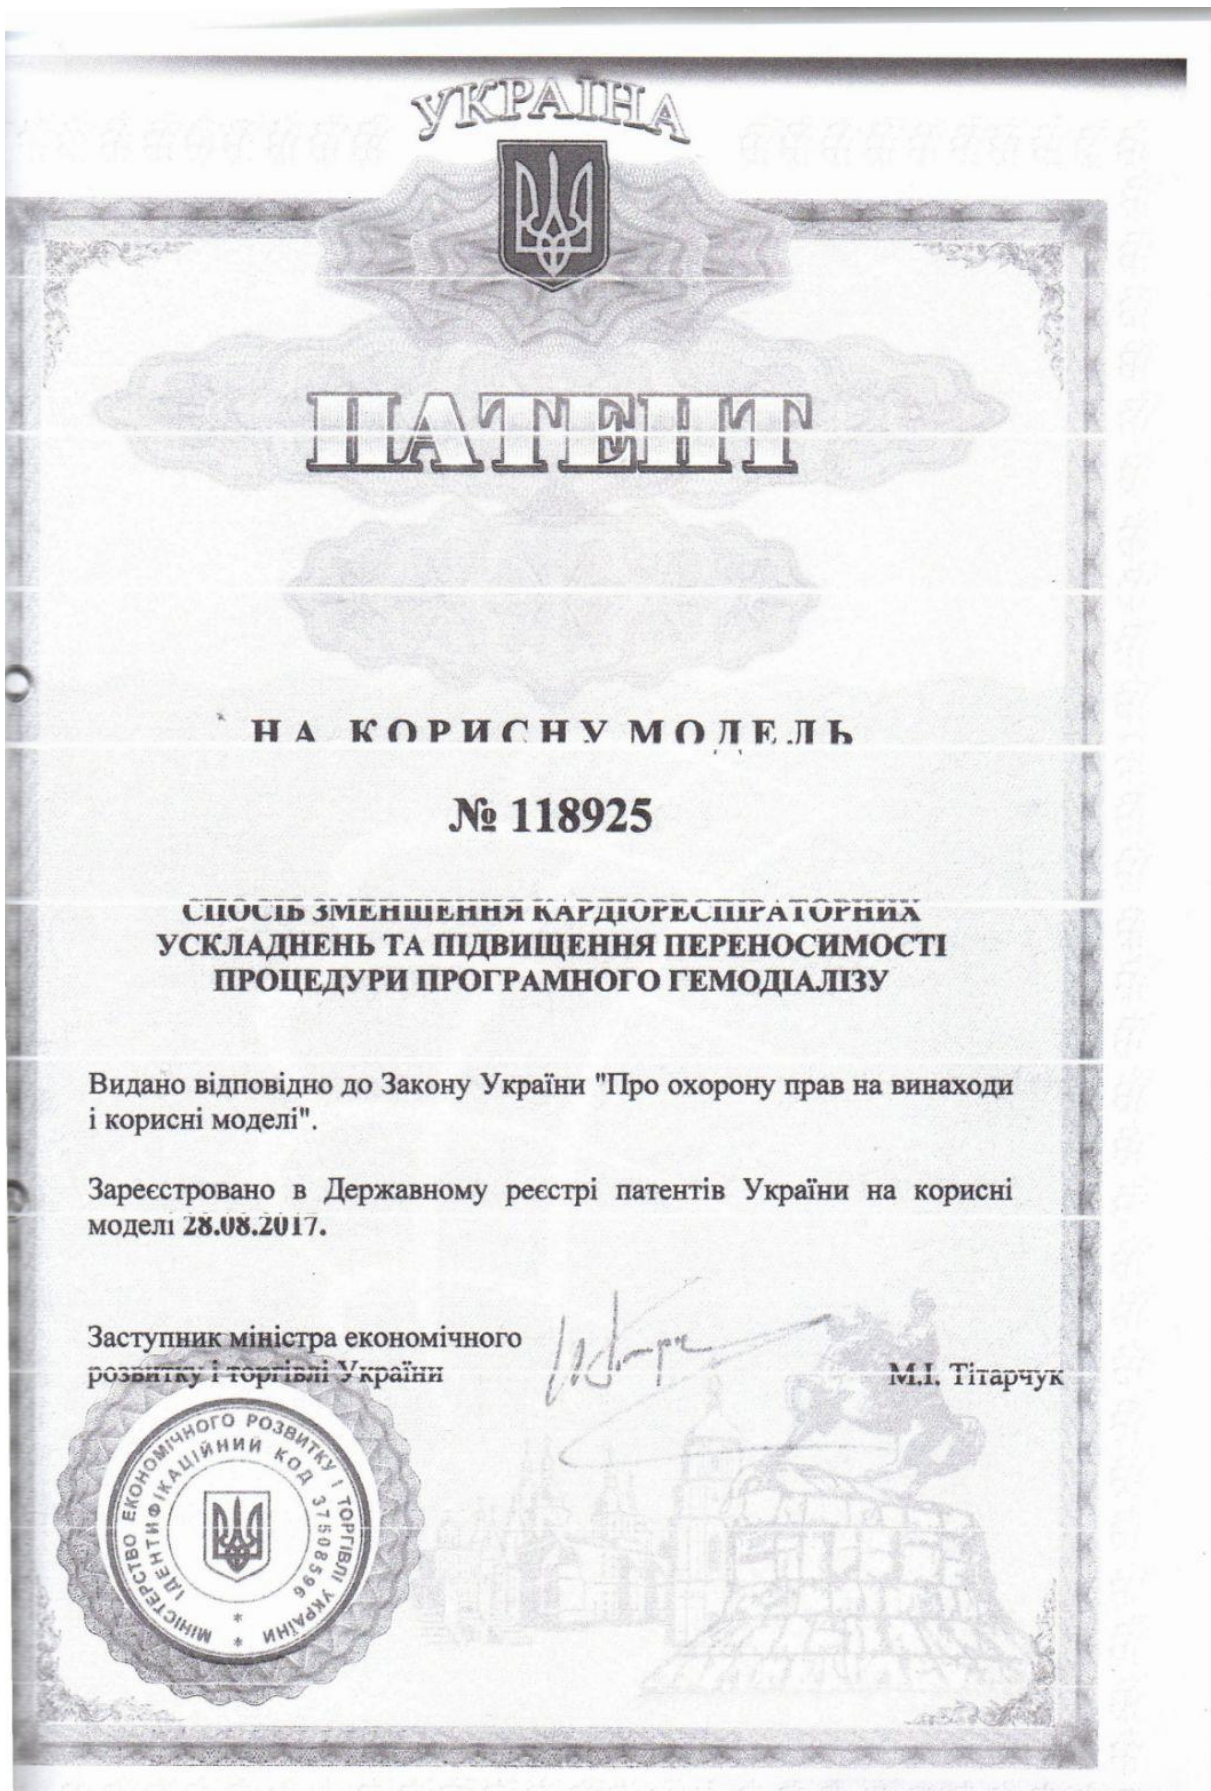 УКРАЇНА
ПАТЕНТ
НА КОРИСНУ МОДЕЛЬ
№ 118925
СПОСІБ ЗМЕНШЕННЯ КАРДІОРЕСПІРАТОРНИХ
УСКЛАДНЕНЬ ТА ПІДВИЩЕННЯ ПЕРЕНОСИМОСТІ
ПРОЦЕДУРИ ПРОГРАМНОГО ГЕМОДІАЛІЗУ
Видано відповідно до Закону України "Про охорону прав на винаходи
і корисні моделі".
Зареєстровано в Державному реєстрі патентів України на корисні
моделі 28.08.2017.
Заступник міністра економічного
розвитку і торгівлі України
М.І. Тітарчук
МІНІСТЕРСТВО ЕКОНОМІЧНОГО РОЗВИТКУ І ТОРГІВЛІ УКРАЇНИ *
ІДЕНТИФІКАЦІЙНИЙ КОД 37508596 *